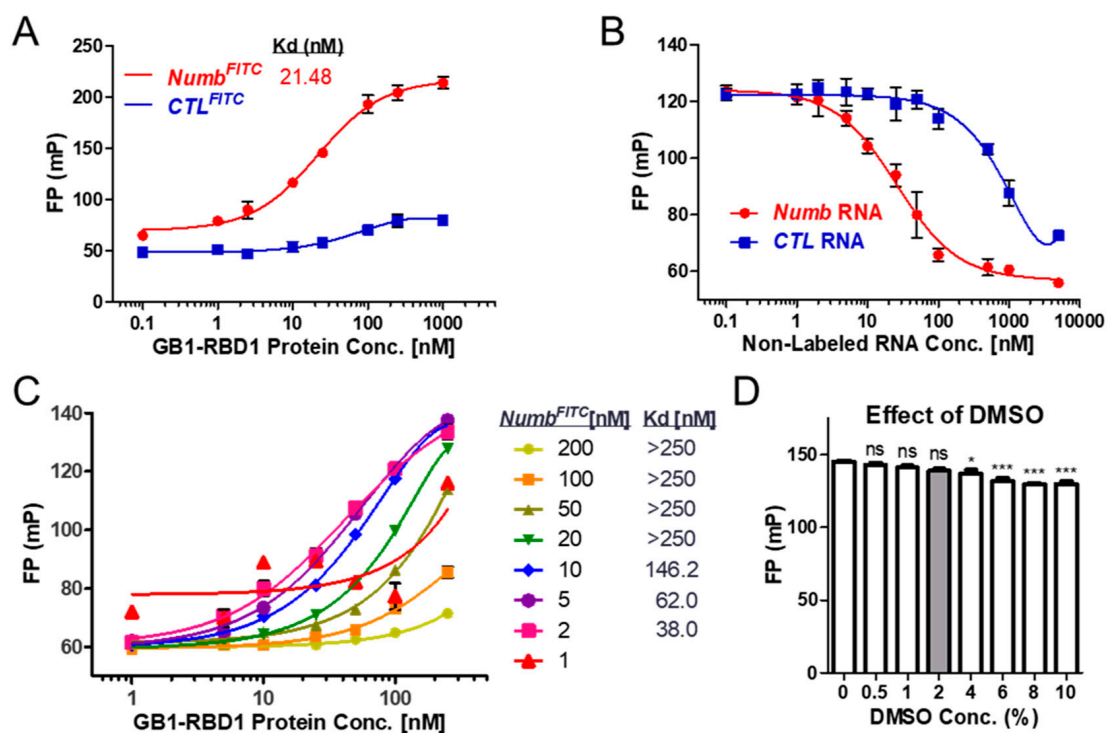 A
Kd (nM)
Numb^FITC 21.48
CTL^FITC
FP (mP)
250
200
150
100
50
0
0.1 1 10 100 1000
GB1-RBD1 Protein Conc. [nM]
B
FP (mP)
140
120
100
80
60
Numb RNA
CTL RNA
0.1 1 10 100 1000 10000
Non-Labeled RNA Conc. [nM]
C
FP (mP)
140
120
100
80
60
1 10 100
GB1-RBD1 Protein Conc. [nM]
Numb^FITC [nM] Kd [nM]
200 >250
100 >250
50 >250
20 >250
10 146.2
5 62.0
2 38.0
1
D
Effect of DMSO
FP (mP)
150
100
50
0
ns ns ns * *** *** ***
0 0.5 1 2 4 6 8 10
DMSO Conc. (%)